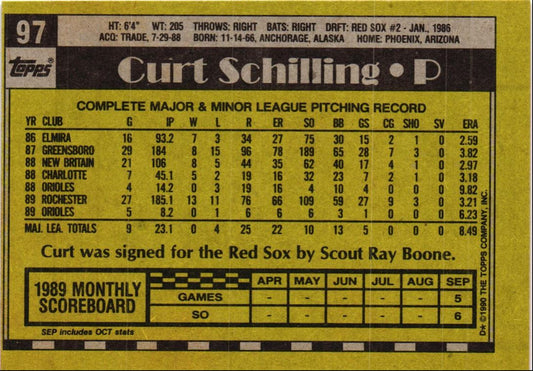 97
HT: 6'4" WT: 205 THROWS: RIGHT BATS: RIGHT DRFT: RED SOX #2 - JAN., 1986
ACQ: TRADE, 7-29-88 BORN: 11-14-66, ANCHORAGE, ALASKA HOME: PHOENIX, ARIZONA
Topps®
Curt Schilling • P
COMPLETE MAJOR & MINOR LEAGUE PITCHING RECORD
YR CLUB G IP W L R ER SO BB GS CG SHO SV ERA
86 ELMIRA 16 93.2 7 3 34 27 75 30 15 2 1 0 2.59
87 GREENSBORO 29 184 8 15 96 78 189 65 28 7 3 0 3.82
88 NEW BRITAIN 21 106 8 5 44 35 62 40 17 4 1 0 2.97
88 CHARLOTTE 7 45.1 5 2 19 16 32 23 7 2 1 0 3.18
88 ORIOLES 4 14.2 0 3 19 16 4 10 4 0 0 0 9.82
89 ROCHESTER 27 185.1 13 11 76 66 109 59 27 9 3 0 3.21
89 ORIOLES 5 8.2 0 1 6 6 6 3 1 0 0 0 6.23
MAJ. LEA. TOTALS 9 23.1 0 4 25 22 10 13 5 0 0 0 8.49
Curt was signed for the Red Sox by Scout Ray Boone.
1989 MONTHLY SCOREBOARD
APR MAY JUN JUL AUG SEP
GAMES - - - - - 5
SO - - - - - 6
SEP includes OCT stats
D* ©1990 THE TOPPS COMPANY, INC.